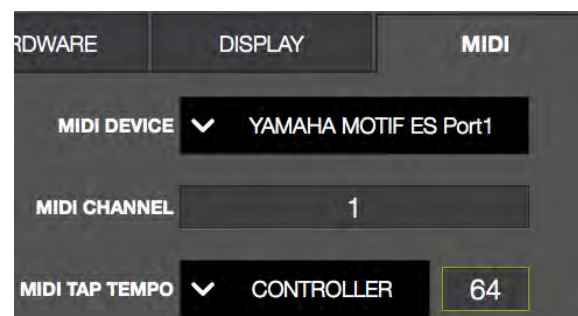 RDWARE DISPLAY MIDI
MIDI DEVICE YAMAHA MOTIF ES Port1
MIDI CHANNEL 1
MIDI TAP TEMPO CONTROLLER 64